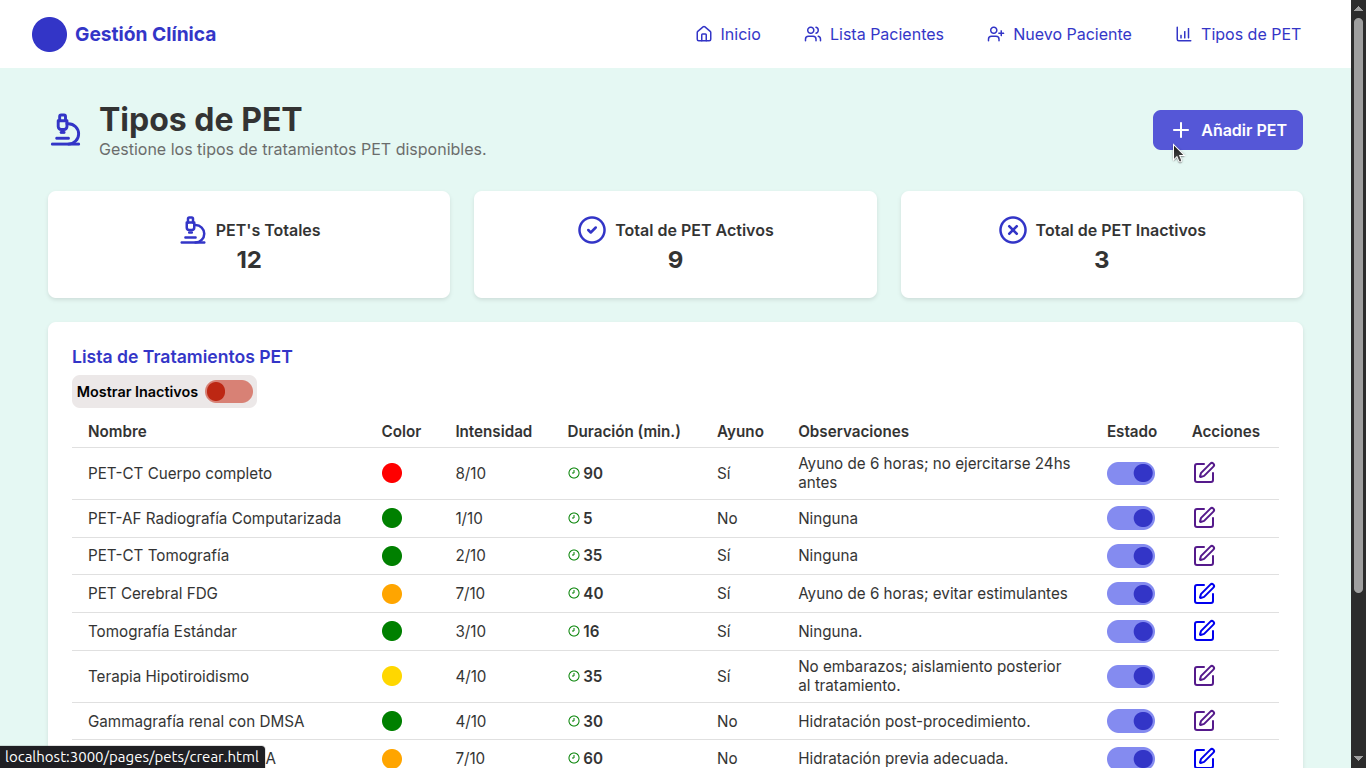 Gestión Clínica
Inicio
Lista Pacientes
Nuevo Paciente
Tipos de PET
Tipos de PET
Gestione los tipos de tratamientos PET disponibles.
Añadir PET
PET's Totales
12
Total de PET Activos
9
Total de PET Inactivos
3
Lista de Tratamientos PET
Mostrar Inactivos
Nombre Color Intensidad Duración (min.) Ayuno Observaciones Estado Acciones
PET-CT Cuerpo completo 8/10 90 Sí Ayuno de 6 horas; no ejercitarse 24hs
antes
PET-AF Radiografía Computarizada 1/10 5 No Ninguna
PET-CT Tomografía 2/10 35 Sí Ninguna
PET Cerebral FDG 7/10 40 Sí Ayuno de 6 horas; evitar estimulantes
Tomografía Estándar 3/10 16 Sí Ninguna.
Terapia Hipotiroidismo 4/10 35 Sí No embarazos; aislamiento posterior
al tratamiento.
Gammagrafía renal con DMSA 4/10 30 No Hidratación post-procedimiento.
A 7/10 60 No Hidratación previa adecuada.
localhost:3000/pages/pets/crear.html